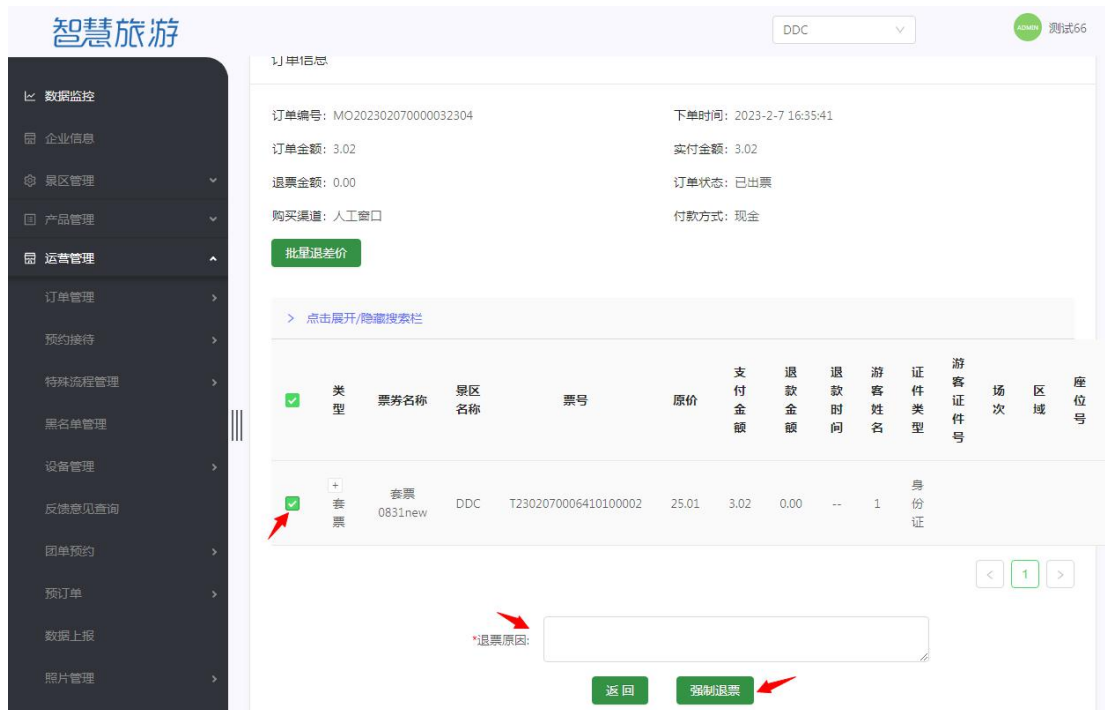 智慧旅游
DDC
ADMIN
测试66
订单信息
数据监控
企业信息
景区管理
产品管理
运营管理
订单管理
预约接待
特殊流程管理
黑名单管理
设备管理
反馈意见查询
团单预约
预订单
数据上报
照片管理
订单编号：MO202302070000032304
下单时间：2023-2-7 16:35:41
订单金额：3.02
实付金额：3.02
退票金额：0.00
订单状态：已出票
购买渠道：人工窗口
付款方式：现金
批量退差价
> 点击展开/隐藏搜索栏
类型 票券名称 景区名称 票号 原价 支付金额 退款金额 退款时间 游客姓名 证件类型 游客证件号 场次 区域 座位号
+ 套票 套票0831new DDC T2302070006410100002 25.01 3.02 0.00 -- 1 身份证
< 1 >
*退票原因:
返 回 强制退票